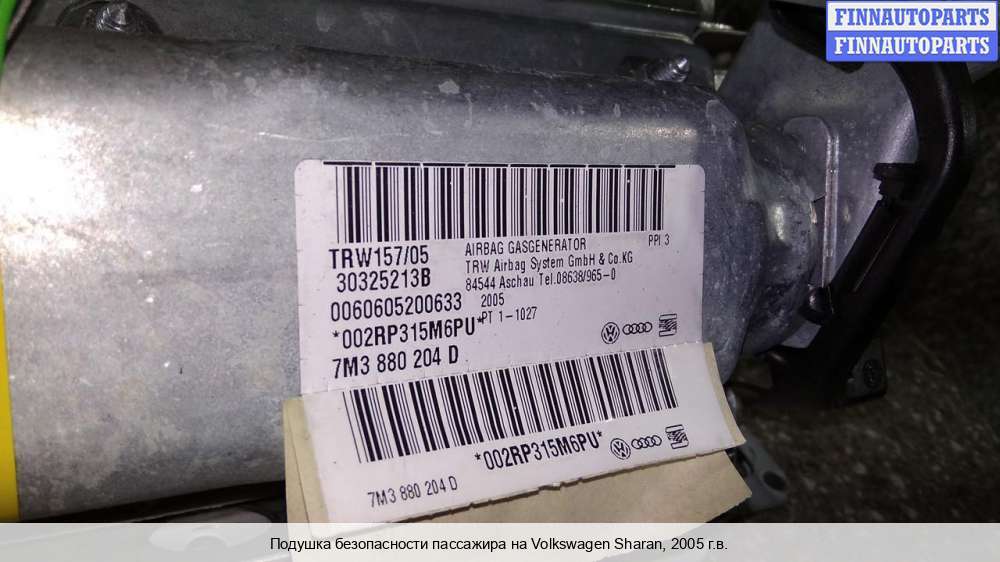 FINNAUTOPARTS
FINNAUTOPARTS
TRW157/05
30325213B
0060605200633
*002RP315M6PU*
7M3 880 204 D
AIRBAG GASGENERATOR PPI 3
TRW Airbag System GmbH & Co.KG
84544 Aschau Tel.08638/965-0
2005
PT 1-1027
*002RP315M6PU*
7M3 880 204 D
Подушка безопасности пассажира на Volkswagen Sharan, 2005 г.в.